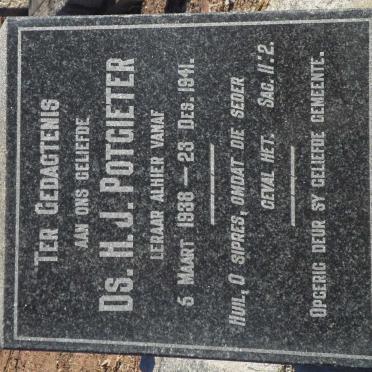 TER GEDAGTENIS
AAN ONS GELIEFDE
DS. H. J. POTGIETER
LERAAR ALHIER VANAF
5 MAART 1938 — 23 DES. 1941.
HUIL, O SIPRES, OMDAT DIE SEDER
GEVAL HET. SAG. 11:2.
OPGERIG DEUR SY GELIEFDE GEMEENTE.